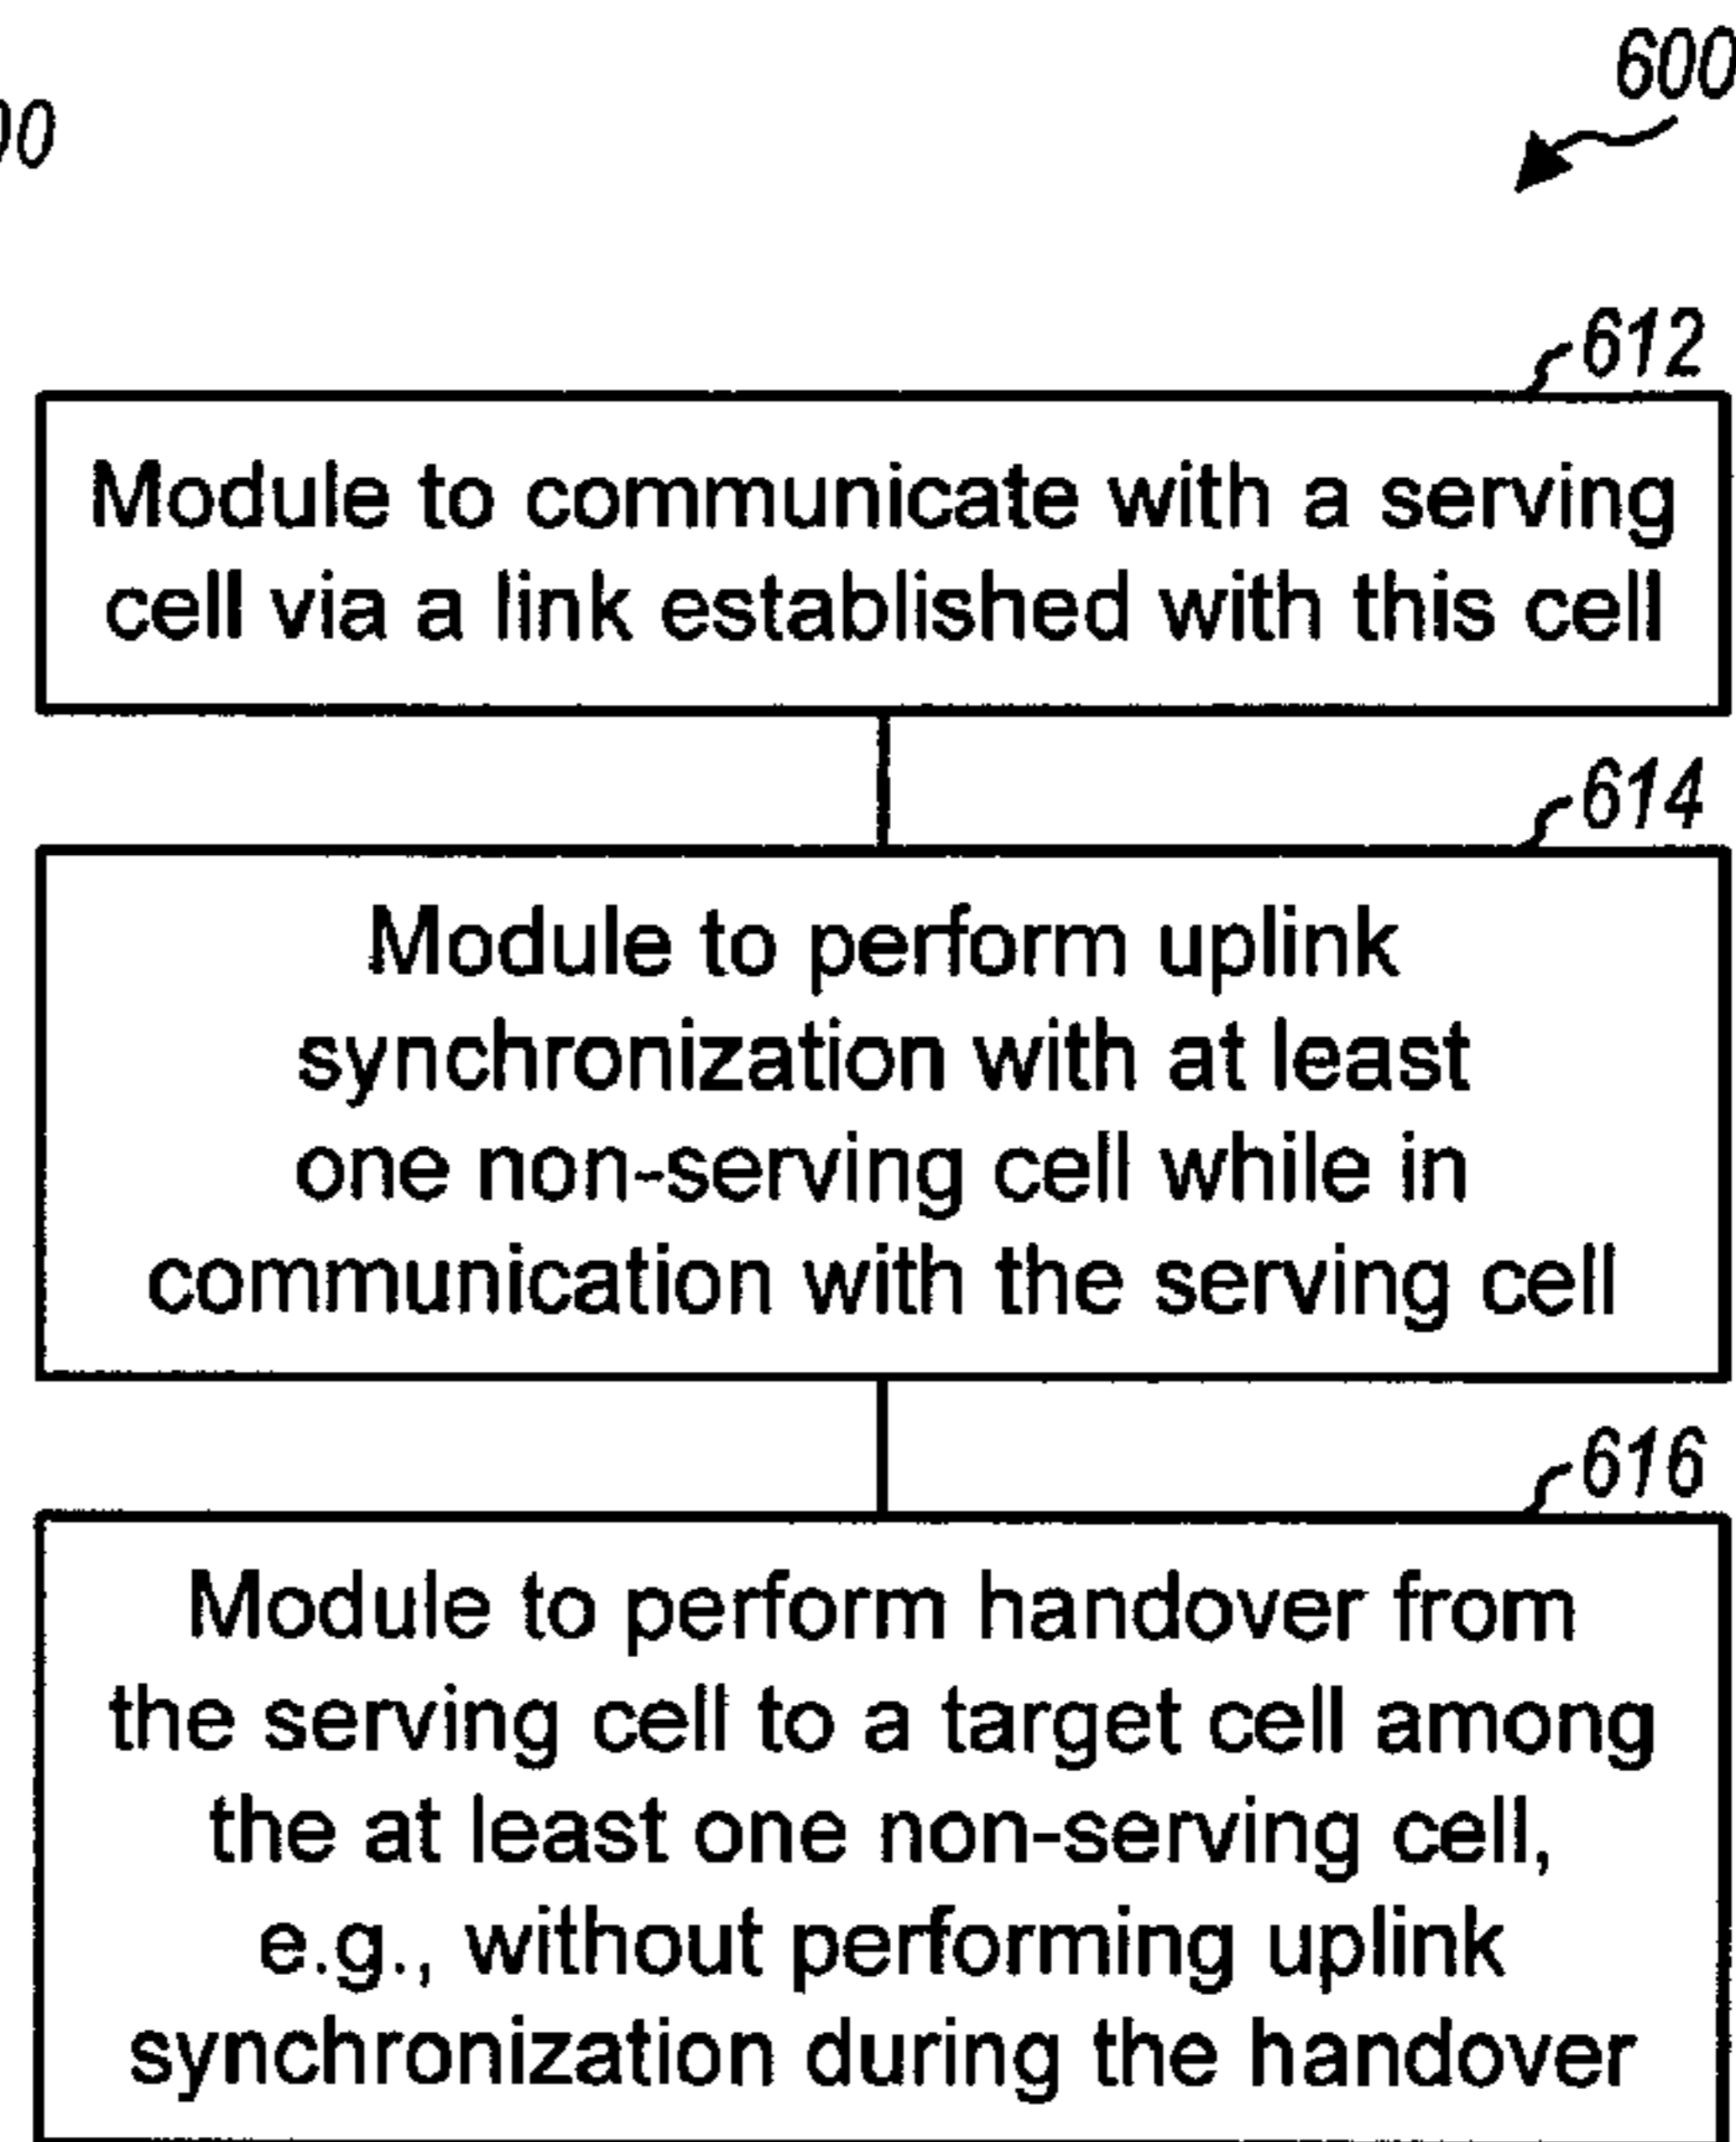 600
612
Module to communicate with a serving
cell via a link established with this cell
614
Module to perform uplink
synchronization with at least
one non-serving cell while in
communication with the serving cell
616
Module to perform handover from
the serving cell to a target cell among
the at least one non-serving cell,
e.g., without performing uplink
synchronization during the handover